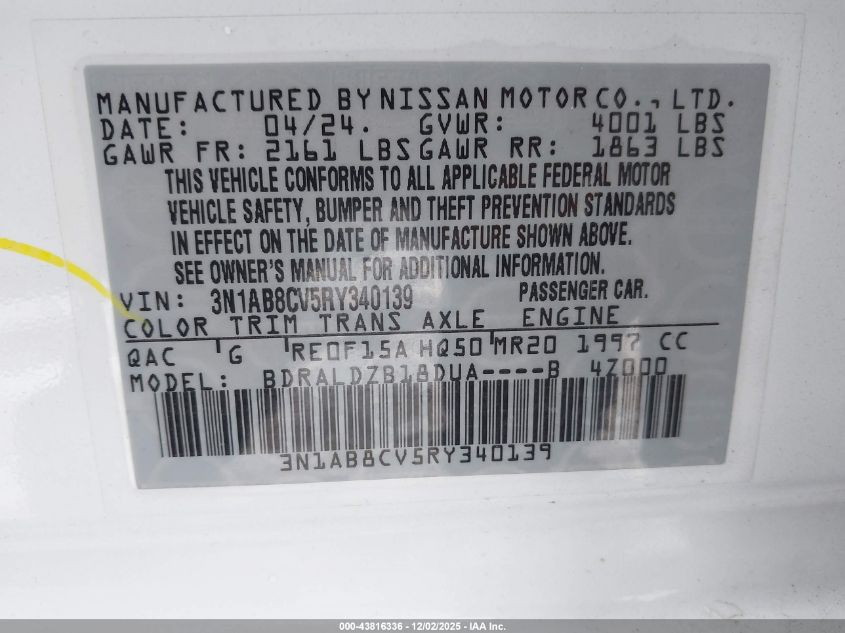 MANUFACTURED BY NISSAN MOTOR CO., LTD.
DATE: 04/24. GVWR: 4001 LBS
GAWR FR: 2161 LBS GAWR RR: 1863 LBS
THIS VEHICLE CONFORMS TO ALL APPLICABLE FEDERAL MOTOR
VEHICLE SAFETY, BUMPER AND THEFT PREVENTION STANDARDS
IN EFFECT ON THE DATE OF MANUFACTURE SHOWN ABOVE.
SEE OWNER'S MANUAL FOR ADDITIONAL INFORMATION.
VIN: 3N1AB8CV5RY340139 PASSENGER CAR.
COLOR TRIM TRANS AXLE ENGINE
QAC G RE0F15A HQ50 MR20 1997 CC
MODEL: BDRALDZB18DUA----B 4Z000
3N1AB8CV5RY340139
000-43816336 - 12/02/2025 - IAA Inc.